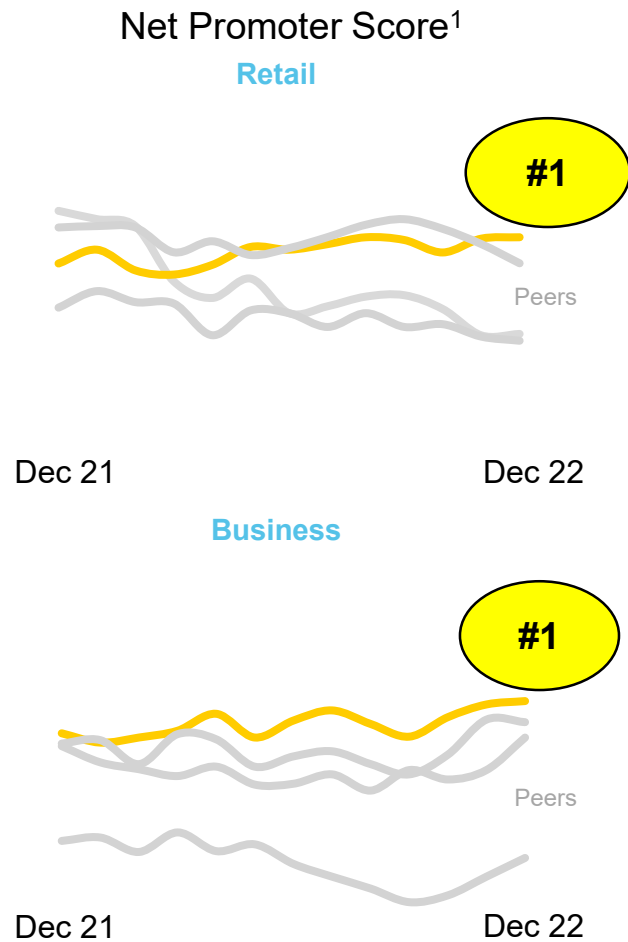 Net Promoter Score¹
Retail
#1
Peers
Dec 21 Dec 22
Business
#1
Peers
Dec 21 Dec 22